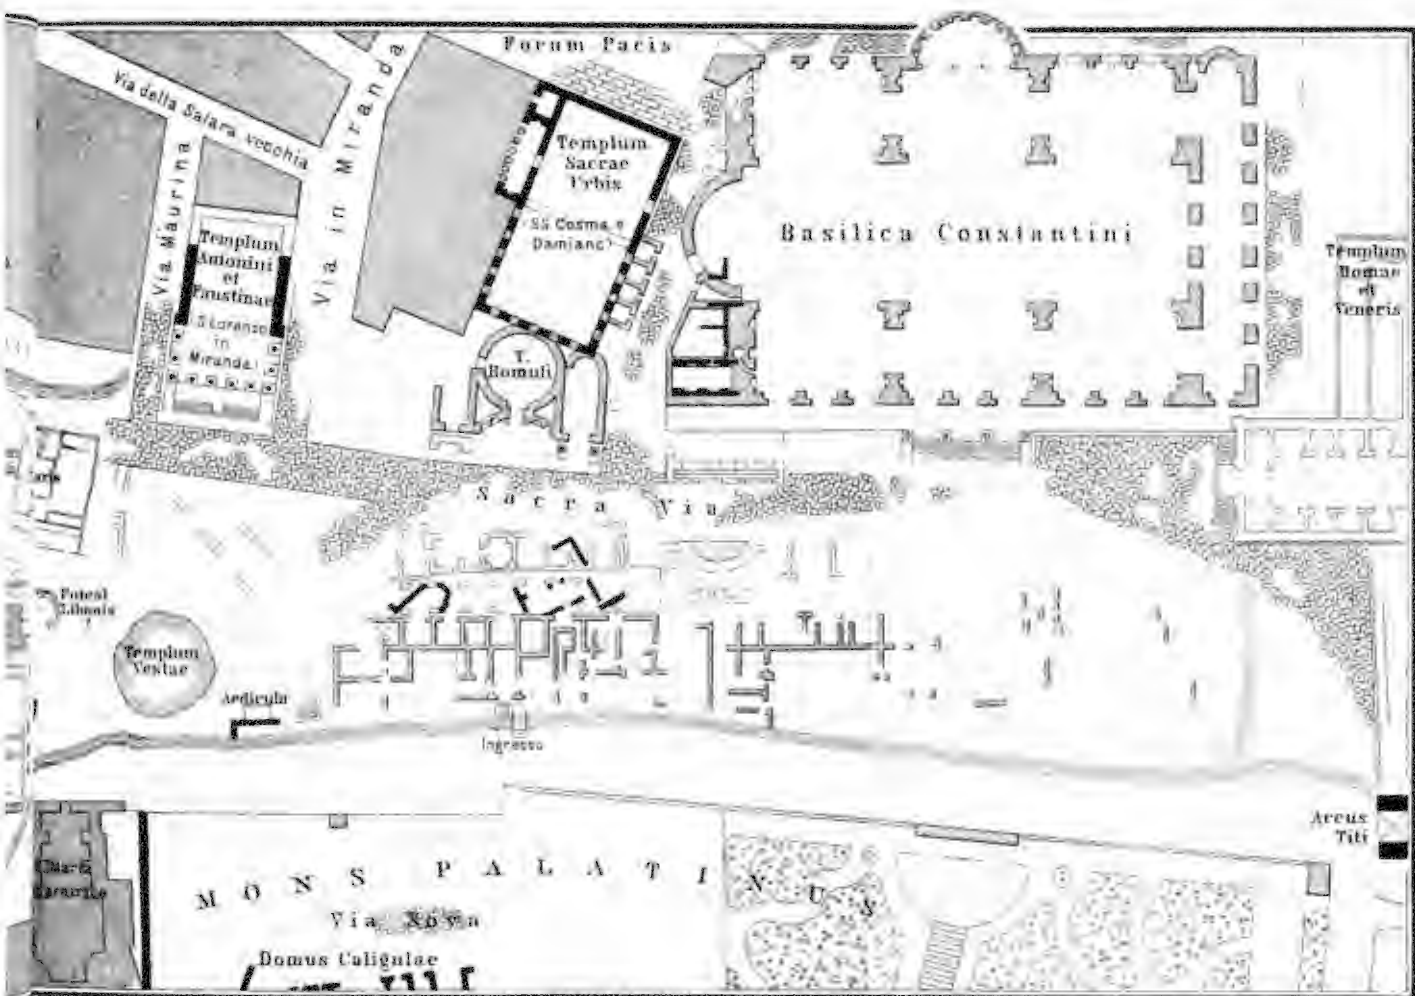 Forum Pacis
Via della Salara vecchia
Via in Miranda
Via Maurina
Templum
Sacrae
Urbis
(SS Cosma e
Damiano)
Templum
Antonini
et
Faustinae
(S Lorenzo
in
Miranda)
Basilica Constantini
Templum
Romae
et
Veneris
T.
Romuli
Sacra Via
Puteal
Libonis
Templum
Vestae
Aedicula
Ingresso
Arcus
Titi
MONS PALATINUS
Via Nova
Domus Caligulae